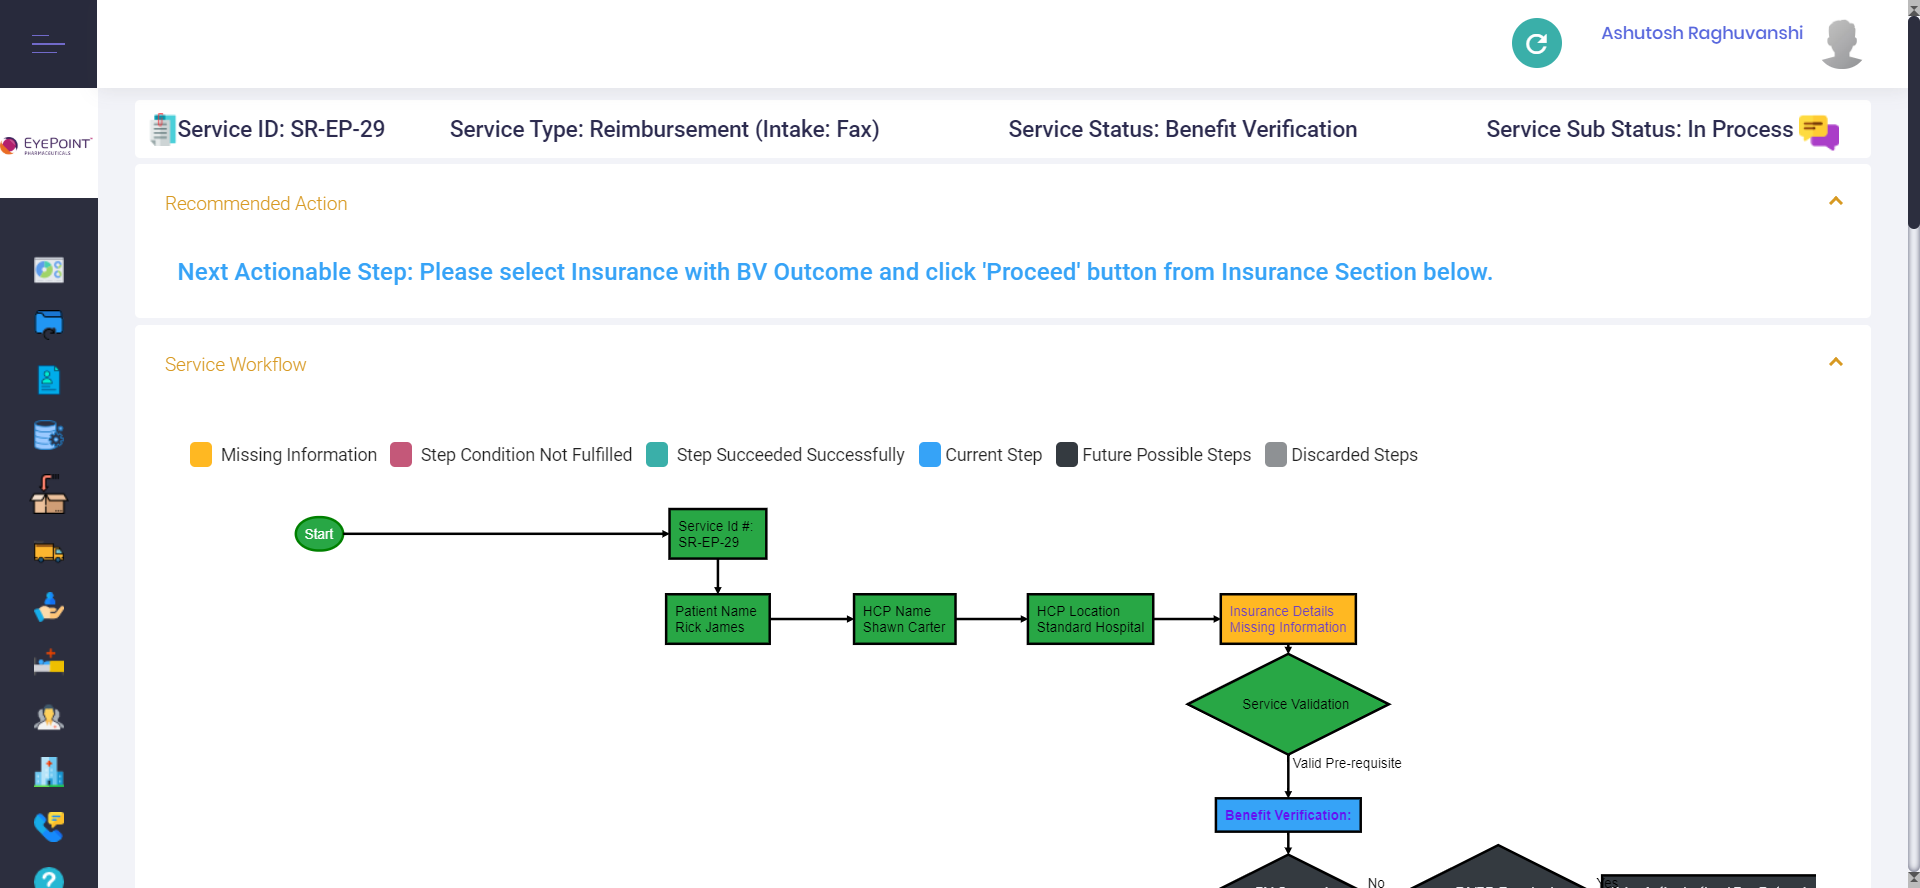 Ashutosh Raghuvanshi
EYEPOINT
PHARMACEUTICALS
Service ID: SR-EP-29
Service Type: Reimbursement (Intake: Fax)
Service Status: Benefit Verification
Service Sub Status: In Process
Recommended Action
Next Actionable Step: Please select Insurance with BV Outcome and click 'Proceed' button from Insurance Section below.
Service Workflow
Missing Information
Step Condition Not Fulfilled
Step Succeeded Successfully
Current Step
Future Possible Steps
Discarded Steps
Start
Service Id #:
SR-EP-29
Patient Name
Rick James
HCP Name
Shawn Carter
HCP Location
Standard Hospital
Insurance Details
Missing Information
Service Validation
Valid Pre-requisite
Benefit Verification:
No
Yes